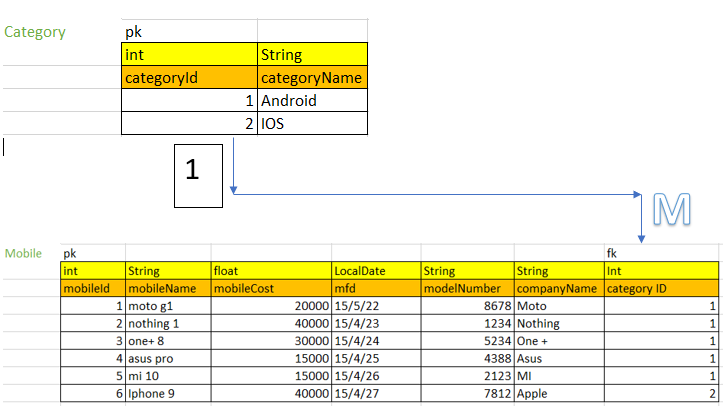 Category pk
int String
categoryId categoryName
1 Android
2 IOS
1
M
Mobile pk fk
int String float LocalDate String String Int
mobileId mobileName mobileCost mfd modelNumber companyName category ID
1 moto g1 20000 15/5/22 8678 Moto 1
2 nothing 1 40000 15/4/23 1234 Nothing 1
3 one+ 8 30000 15/4/24 5234 One + 1
4 asus pro 15000 15/4/25 4388 Asus 1
5 mi 10 15000 15/4/26 2123 MI 1
6 Iphone 9 40000 15/4/27 7812 Apple 2